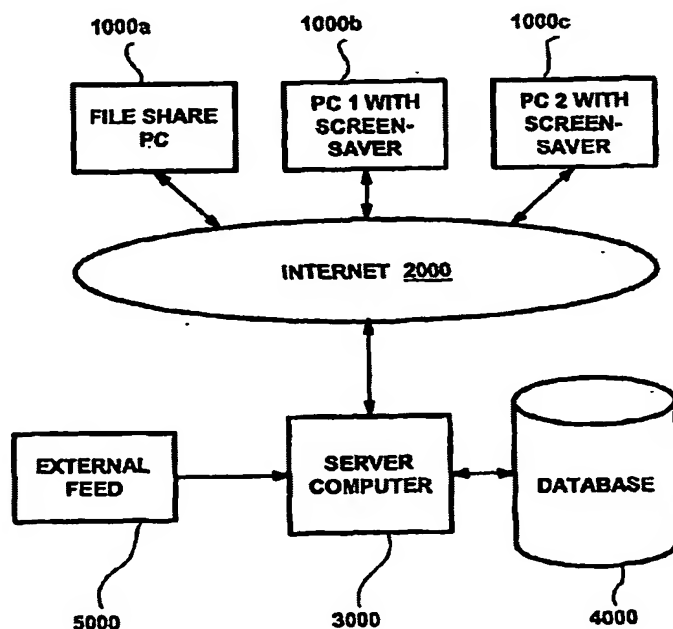 1000a
1000b
1000c
FILE SHARE
PC
PC 1 WITH
SCREEN-
SAVER
PC 2 WITH
SCREEN-
SAVER
INTERNET 2000
EXTERNAL
FEED
SERVER
COMPUTER
DATABASE
5000
3000
4000